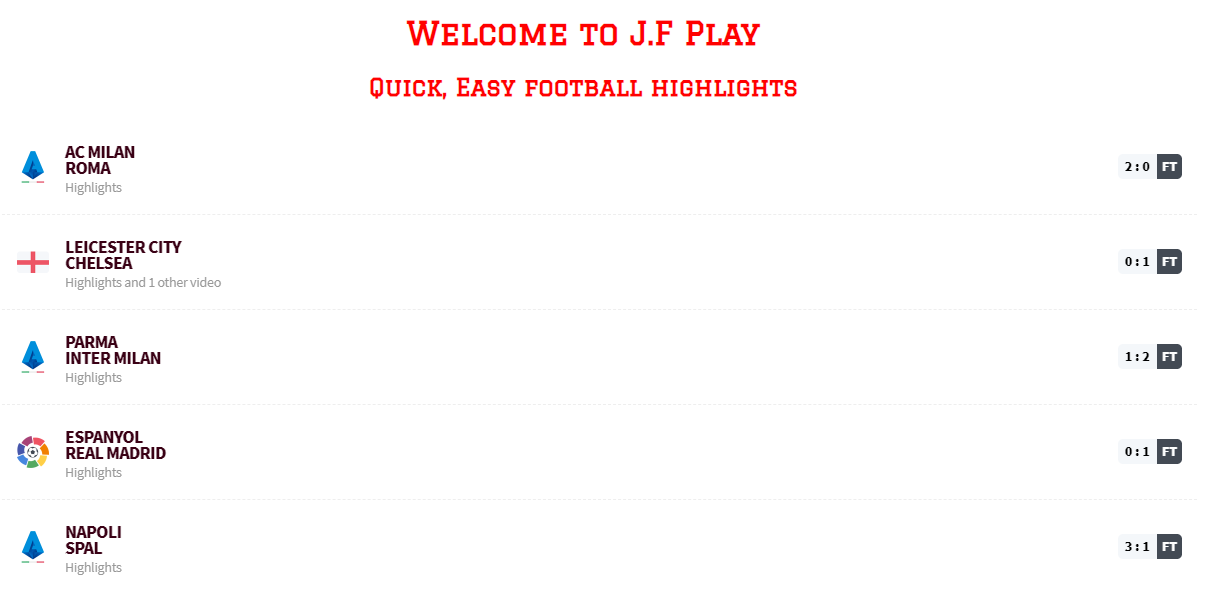 Welcome to J.F Play
Quick, Easy football highlights
AC MILAN
ROMA
Highlights
2 : 0 FT
LEICESTER CITY
CHELSEA
Highlights and 1 other video
0 : 1 FT
PARMA
INTER MILAN
Highlights
1 : 2 FT
ESPANYOL
REAL MADRID
Highlights
0 : 1 FT
NAPOLI
SPAL
Highlights
3 : 1 FT